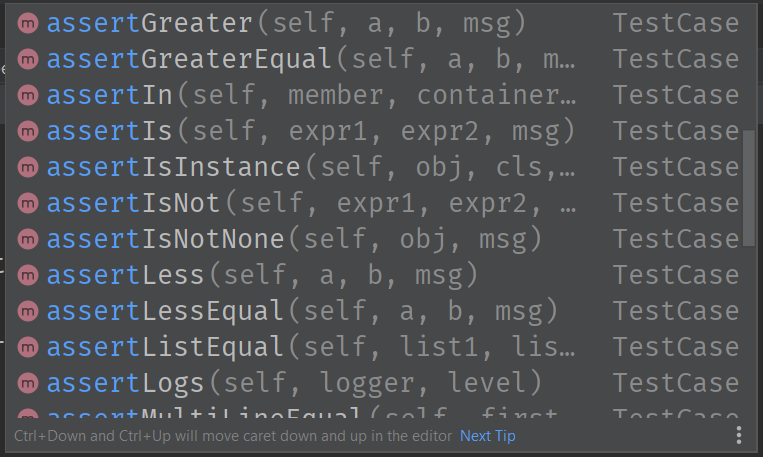 m assertGreater(self, a, b, msg) TestCase
m assertGreaterEqual(self, a, b, m… TestCase
m assertIn(self, member, container… TestCase
m assertIs(self, expr1, expr2, msg) TestCase
m assertIsInstance(self, obj, cls,… TestCase
m assertIsNot(self, expr1, expr2, … TestCase
m assertIsNotNone(self, obj, msg) TestCase
m assertLess(self, a, b, msg) TestCase
m assertLessEqual(self, a, b, msg) TestCase
m assertListEqual(self, list1, lis… TestCase
m assertLogs(self, logger, level) TestCase
m assertMultiLineEqual(self, first… TestCase
Ctrl+Down and Ctrl+Up will move caret down and up in the editor Next Tip